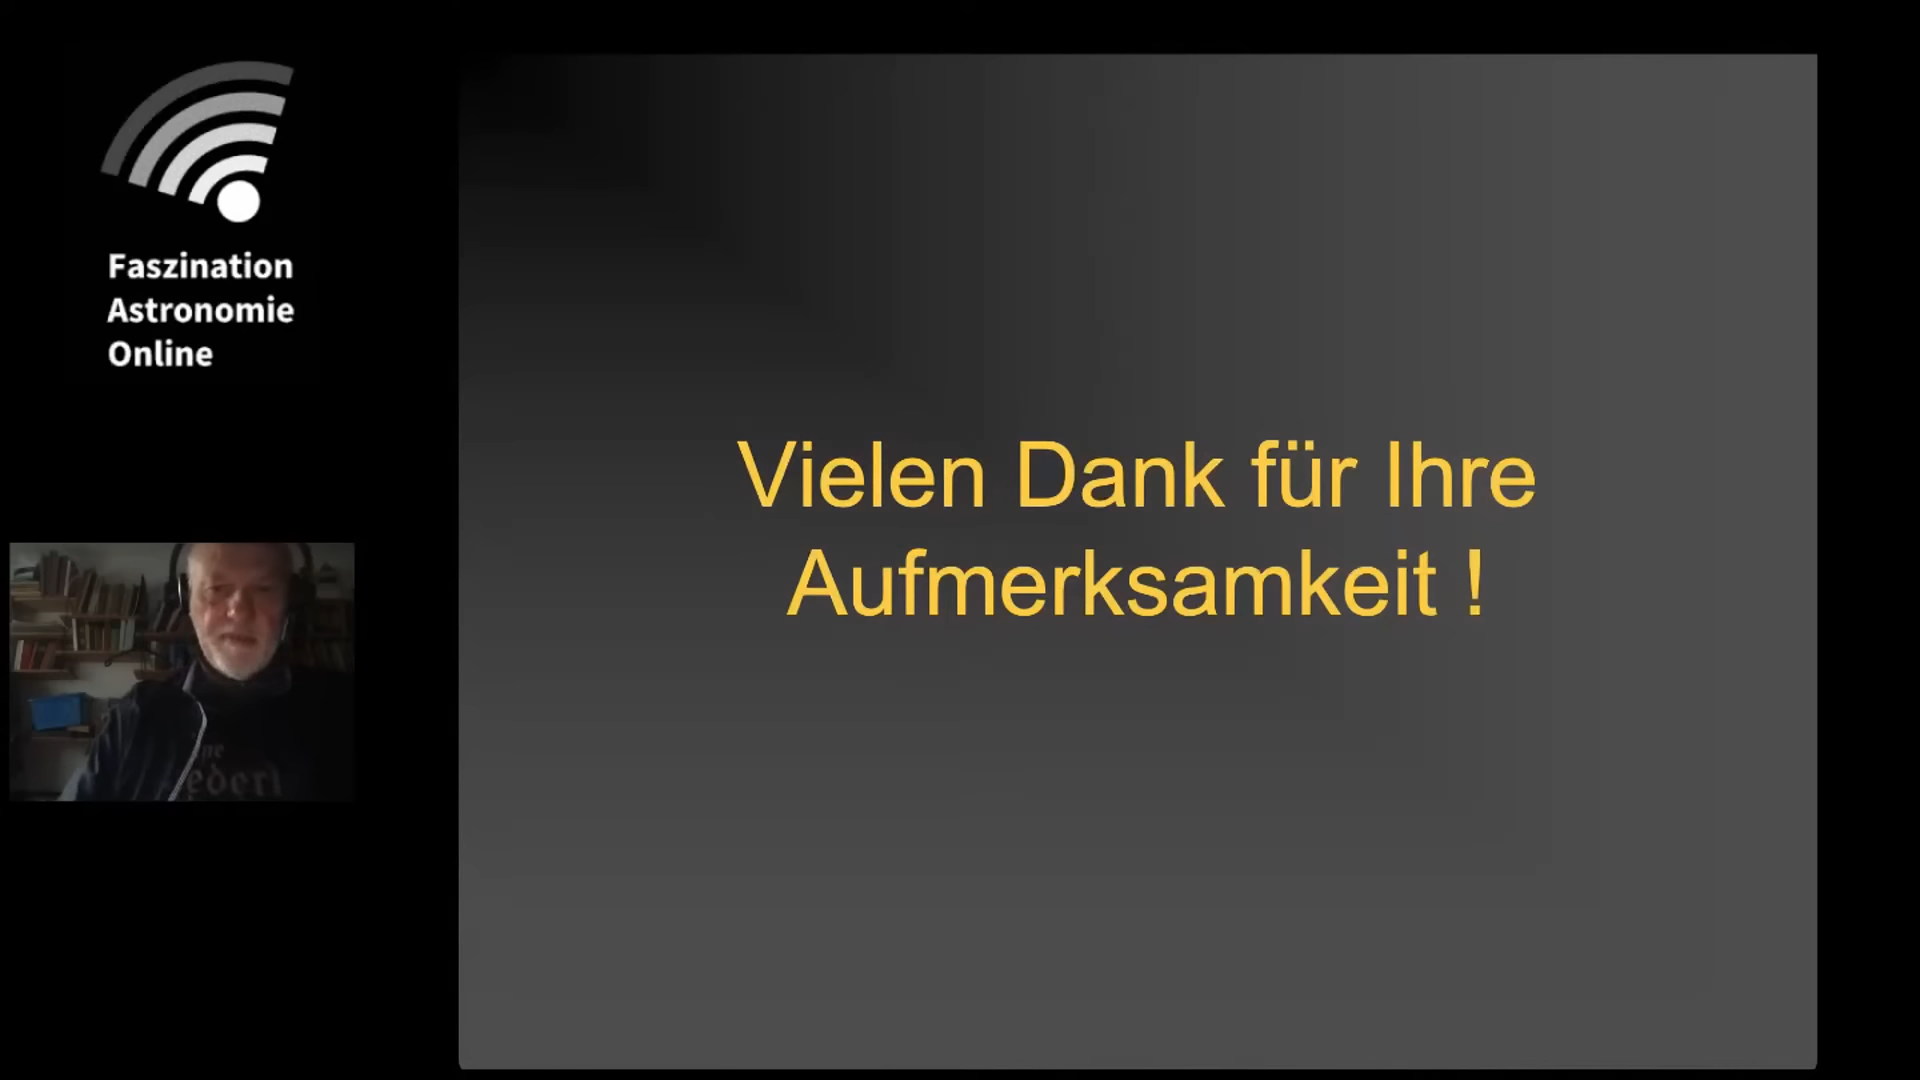 Faszination
Astronomie
Online
Vielen Dank für Ihre
Aufmerksamkeit !